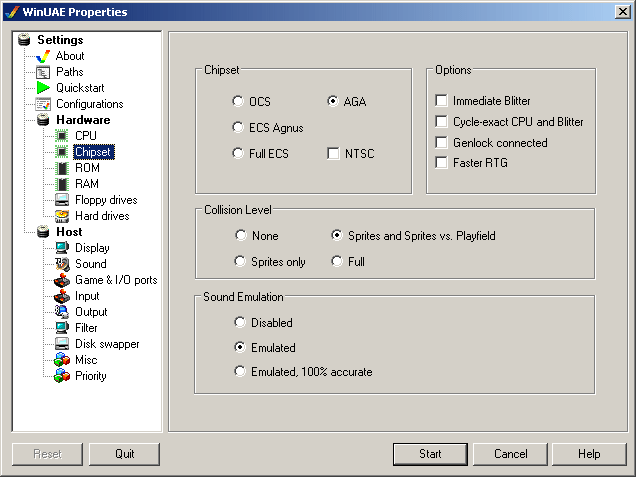 WinUAE Properties
Settings
About
Paths
Quickstart
Configurations
Hardware
CPU
Chipset
ROM
RAM
Floppy drives
Hard drives
Host
Display
Sound
Game & I/O ports
Input
Output
Filter
Disk swapper
Misc
Priority
Chipset
OCS
AGA
ECS Agnus
Full ECS
NTSC
Options
Immediate Blitter
Cycle-exact CPU and Blitter
Genlock connected
Faster RTG
Collision Level
None
Sprites and Sprites vs. Playfield
Sprites only
Full
Sound Emulation
Disabled
Emulated
Emulated, 100% accurate
Reset
Quit
Start
Cancel
Help